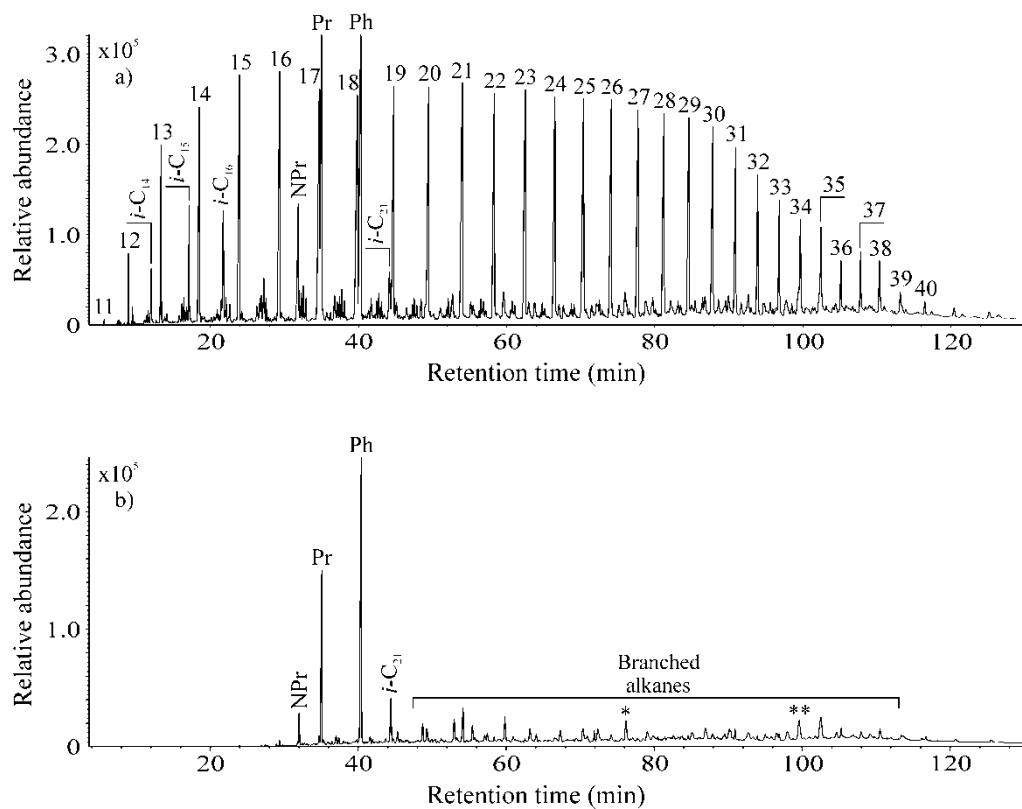 Pr Ph
x10⁵
a)
3.0
2.0
1.0
0
Relative abundance
11 12 i-C₁₄ 13 i-C₁₅ 14 i-C₁₆ 15 16 NPr 17 18 i-C₂₁ 19 20 21 22 23 24 25 26 27 28 29 30 31 32 33 34 35 36 37 38 39 40
20 40 60 80 100 120
Retention time (min)
Ph
x10⁵
b)
2.0
1.0
0
Relative abundance
Pr
NPr
i-C₂₁
Branched
alkanes
* **
20 40 60 80 100 120
Retention time (min)